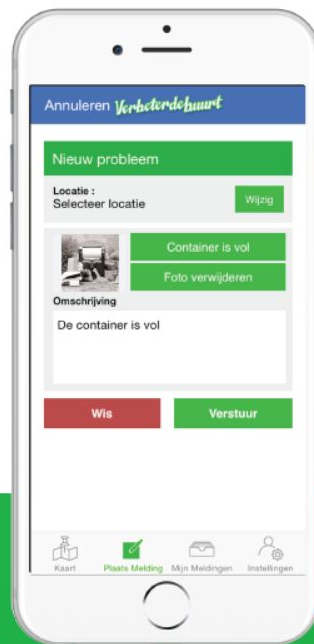 Annuleren Verbeterdebuurt
Nieuw probleem
Locatie :
Selecteer locatie
Wijzig
Container is vol
Foto verwijderen
Omschrijving
De container is vol
Wis
Verstuur
Kaart
Plaats Melding
Mijn Meldingen
Instellingen